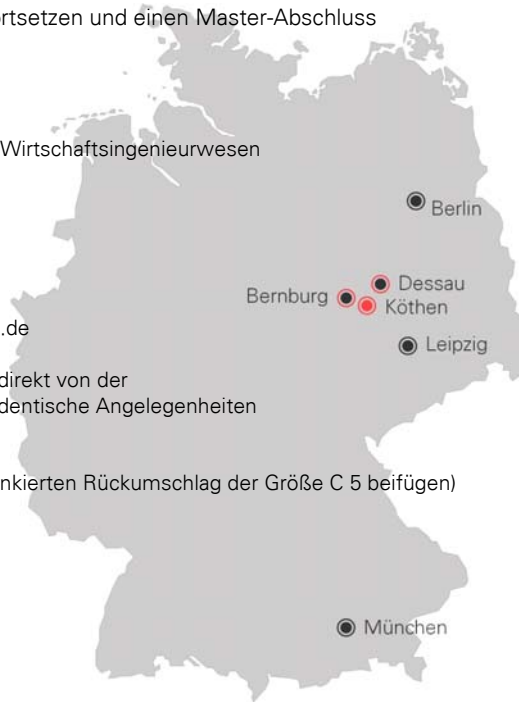 ortsetzen und einen Master-Abschluss
Wirtschaftsingenieurwesen
Berlin
Dessau
Bernburg
Köthen
.de
Leipzig
direkt von der
dentische Angelegenheiten
nkierten Rückumschlag der Größe C 5 beifügen)
München